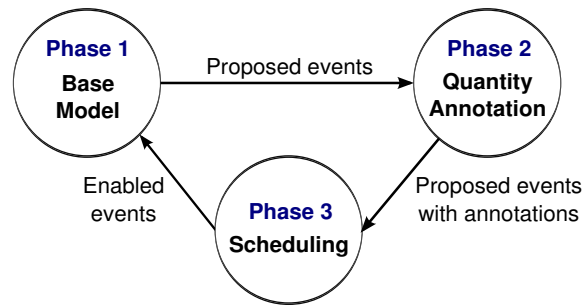 Phase 1
Base
Model
Proposed events
Phase 2
Quantity
Annotation
Enabled
events
Proposed events
with annotations
Phase 3
Scheduling